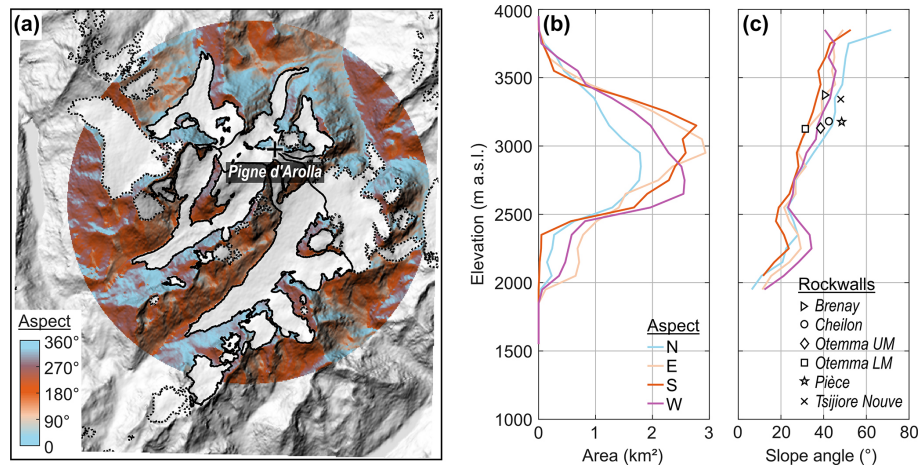 (a)
Pigne d'Arolla
Aspect
360°
270°
180°
90°
0
(b)
Elevation (m a.s.l.)
4000
3500
3000
2500
2000
1500
1000
Aspect
N
E
S
W
0 1 2 3
Area (km²)
(c)
Rockwalls
Brenay
Cheilon
Otemma UM
Otemma LM
Pièce
Tsijiore Nouve
0 20 40 60 80
Slope angle (°)